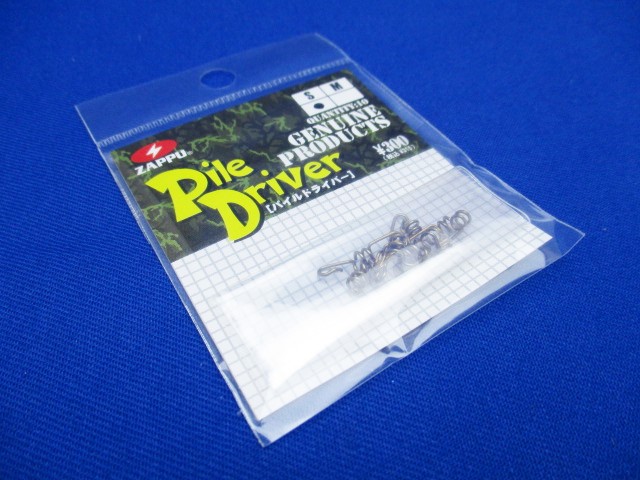 ZAPPU
S M
QUANTITY:10
GENUINE
PRODUCTS
¥300
Pile
Driver
[パイルドライバー]